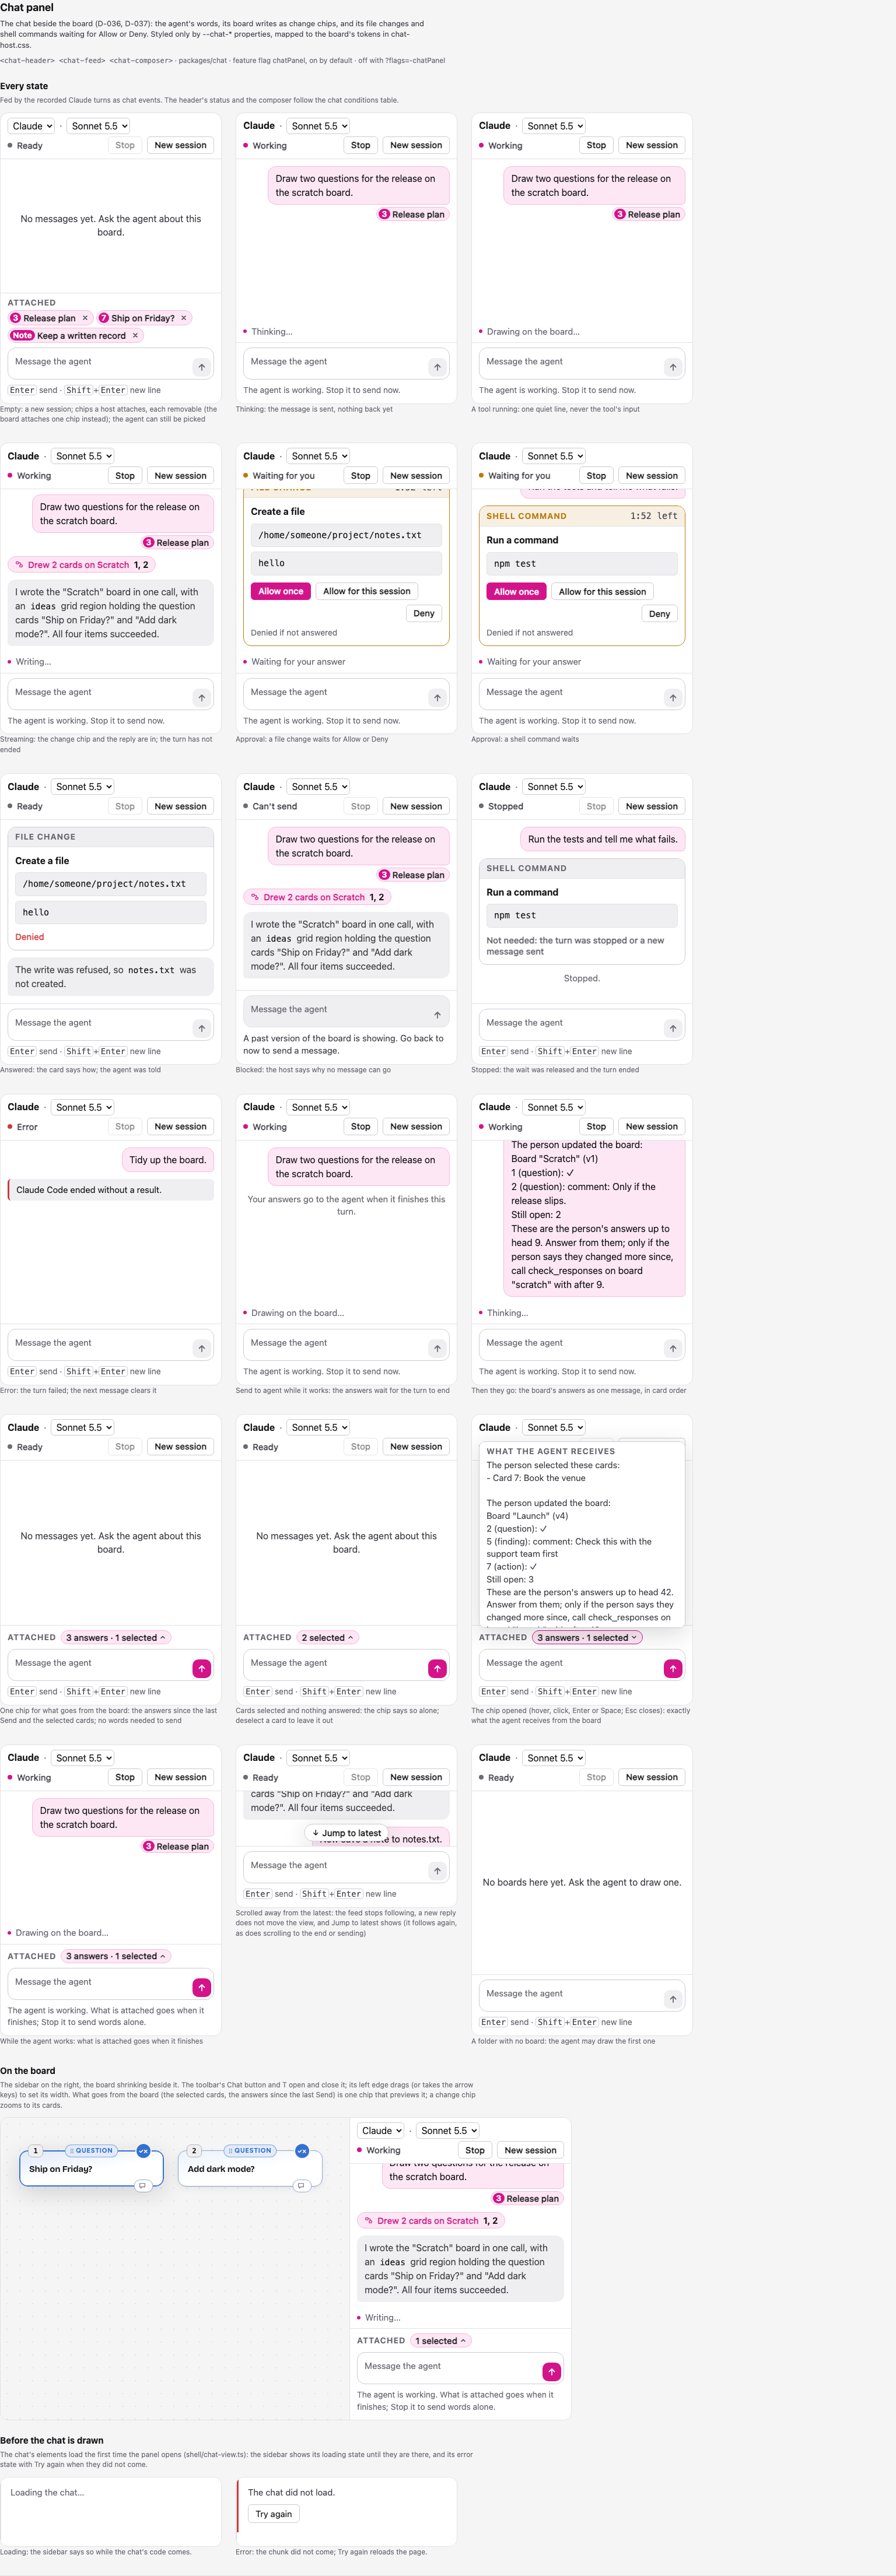 Chat panel
The chat beside the board (D-036, D-037): the agent's words, its board writes as change chips, and its file changes and
shell commands waiting for Allow or Deny. Styled only by --chat-* properties, mapped to the board's tokens in chat-
host.css.
<chat-header> <chat-feed> <chat-composer> · packages/chat · feature flag chatPanel, on by default · off with ?flags=-chatPanel
Every state
Fed by the recorded Claude turns as chat events. The header's status and the composer follow the chat conditions table.
Claude · Sonnet 5.5
Ready Stop New session
No messages yet. Ask the agent about this
board.
ATTACHED
3 Release plan × 7 Ship on Friday? ×
Note Keep a written record ×
Message the agent
Enter send · Shift+Enter new line
Empty: a new session; chips a host attaches, each removable (the
board attaches one chip instead); the agent can still be picked
Claude · Sonnet 5.5
Working Stop New session
Draw two questions for the release on
the scratch board.
3 Release plan
Thinking…
Message the agent
The agent is working. Stop it to send now.
Thinking: the message is sent, nothing back yet
Claude · Sonnet 5.5
Working Stop New session
Draw two questions for the release on
the scratch board.
3 Release plan
Drawing on the board…
Message the agent
The agent is working. Stop it to send now.
A tool running: one quiet line, never the tool's input
Claude · Sonnet 5.5
Working Stop New session
Draw two questions for the release on
the scratch board.
3 Release plan
Drew 2 cards on Scratch 1, 2
I wrote the "Scratch" board in one call, with
an ideas grid region holding the question
cards "Ship on Friday?" and "Add dark
mode?". All four items succeeded.
Writing…
Message the agent
The agent is working. Stop it to send now.
Streaming: the change chip and the reply are in; the turn has not
ended
Claude · Sonnet 5.5
Waiting for you Stop New session
Create a file
/home/someone/project/notes.txt
hello
Allow once Allow for this session
Deny
Denied if not answered
Waiting for your answer
Message the agent
The agent is working. Stop it to send now.
Approval: a file change waits for Allow or Deny
Claude · Sonnet 5.5
Waiting for you Stop New session
SHELL COMMAND 1:52 left
Run a command
npm test
Allow once Allow for this session
Deny
Denied if not answered
Waiting for your answer
Message the agent
The agent is working. Stop it to send now.
Approval: a shell command waits
Claude · Sonnet 5.5
Ready Stop New session
FILE CHANGE
Create a file
/home/someone/project/notes.txt
hello
Denied
The write was refused, so notes.txt was
not created.
Message the agent
Enter send · Shift+Enter new line
Answered: the card says how; the agent was told
Claude · Sonnet 5.5
Can't send Stop New session
Draw two questions for the release on
the scratch board.
3 Release plan
Drew 2 cards on Scratch 1, 2
I wrote the "Scratch" board in one call, with
an ideas grid region holding the question
cards "Ship on Friday?" and "Add dark
mode?". All four items succeeded.
Message the agent
A past version of the board is showing. Go back to
now to send a message.
Blocked: the host says why no message can go
Claude · Sonnet 5.5
Stopped Stop New session
Run the tests and tell me what fails.
SHELL COMMAND
Run a command
npm test
Not needed: the turn was stopped or a new
message sent
Stopped.
Message the agent
Enter send · Shift+Enter new line
Stopped: the wait was released and the turn ended
Claude · Sonnet 5.5
Error Stop New session
Tidy up the board.
Claude Code ended without a result.
Message the agent
Enter send · Shift+Enter new line
Error: the turn failed; the next message clears it
Claude · Sonnet 5.5
Working Stop New session
Draw two questions for the release on
the scratch board.
Your answers go to the agent when it finishes this
turn.
Drawing on the board…
Message the agent
The agent is working. Stop it to send now.
Send to agent while it works: the answers wait for the turn to end
Claude · Sonnet 5.5
Working Stop New session
The person updated the board:
Board "Scratch" (v1)
1 (question): ✓
2 (question): comment: Only if the
release slips.
Still open: 2
These are the person's answers up to
head 9. Answer from them; only if the
person says they changed more since,
call check_responses on board
"scratch" with after 9.
Thinking…
Message the agent
The agent is working. Stop it to send now.
Then they go: the board's answers as one message, in card order
Claude · Sonnet 5.5
Ready Stop New session
No messages yet. Ask the agent about this
board.
ATTACHED 3 answers · 1 selected
Message the agent
Enter send · Shift+Enter new line
One chip for what goes from the board: the answers since the last
Send and the selected cards; no words needed to send
Claude · Sonnet 5.5
Ready Stop New session
No messages yet. Ask the agent about this
board.
ATTACHED 2 selected
Message the agent
Enter send · Shift+Enter new line
Cards selected and nothing answered: the chip says so alone;
deselect a card to leave it out
Claude · Sonnet 5.5
WHAT THE AGENT RECEIVES
The person selected these cards:
- Card 7: Book the venue
The person updated the board:
Board "Launch" (v4)
2 (question): ✓
5 (finding): comment: Check this with the
support team first
7 (action): ✓
Still open: 3
These are the person's answers up to head 42.
Answer from them; only if the person says they
changed more since, call check_responses on
ATTACHED 3 answers · 1 selected
Message the agent
Enter send · Shift+Enter new line
The chip opened (hover, click, Enter or Space; Esc closes): exactly
what the agent receives from the board
Claude · Sonnet 5.5
Working Stop New session
Draw two questions for the release on
the scratch board.
3 Release plan
Drawing on the board…
ATTACHED 3 answers · 1 selected
Message the agent
The agent is working. What is attached goes when it
finishes; Stop it to send words alone.
While the agent works: what is attached goes when it finishes
Claude · Sonnet 5.5
Ready Stop New session
cards "Ship on Friday?" and "Add dark
mode?". All four items succeeded.
↓ Jump to latest
to notes.txt.
Message the agent
Enter send · Shift+Enter new line
Scrolled away from the latest: the feed stops following, a new reply
does not move the view, and Jump to latest shows (it follows again,
as does scrolling to the end or sending)
Claude · Sonnet 5.5
Ready Stop New session
No boards here yet. Ask the agent to draw one.
Message the agent
Enter send · Shift+Enter new line
A folder with no board: the agent may draw the first one
On the board
The sidebar on the right, the board shrinking beside it. The toolbar's Chat button and T open and close it; its left edge drags (or takes the arrow
keys) to set its width. What goes from the board (the selected cards, the answers since the last Send) is one chip that previews it; a change chip
zooms to its cards.
1 QUESTION
Ship on Friday?
2 QUESTION
Add dark mode?
Claude · Sonnet 5.5
Working Stop New session
Draw two questions for the release on
the scratch board.
3 Release plan
Drew 2 cards on Scratch 1, 2
I wrote the "Scratch" board in one call, with
an ideas grid region holding the question
cards "Ship on Friday?" and "Add dark
mode?". All four items succeeded.
Writing…
ATTACHED 1 selected
Message the agent
The agent is working. What is attached goes when it
finishes; Stop it to send words alone.
Before the chat is drawn
The chat's elements load the first time the panel opens (shell/chat-view.ts): the sidebar shows its loading state until they are there, and its error
state with Try again when they did not come.
Loading the chat…
Loading: the sidebar says so while the chat's code comes.
The chat did not load.
Try again
Error: the chunk did not come; Try again reloads the page.